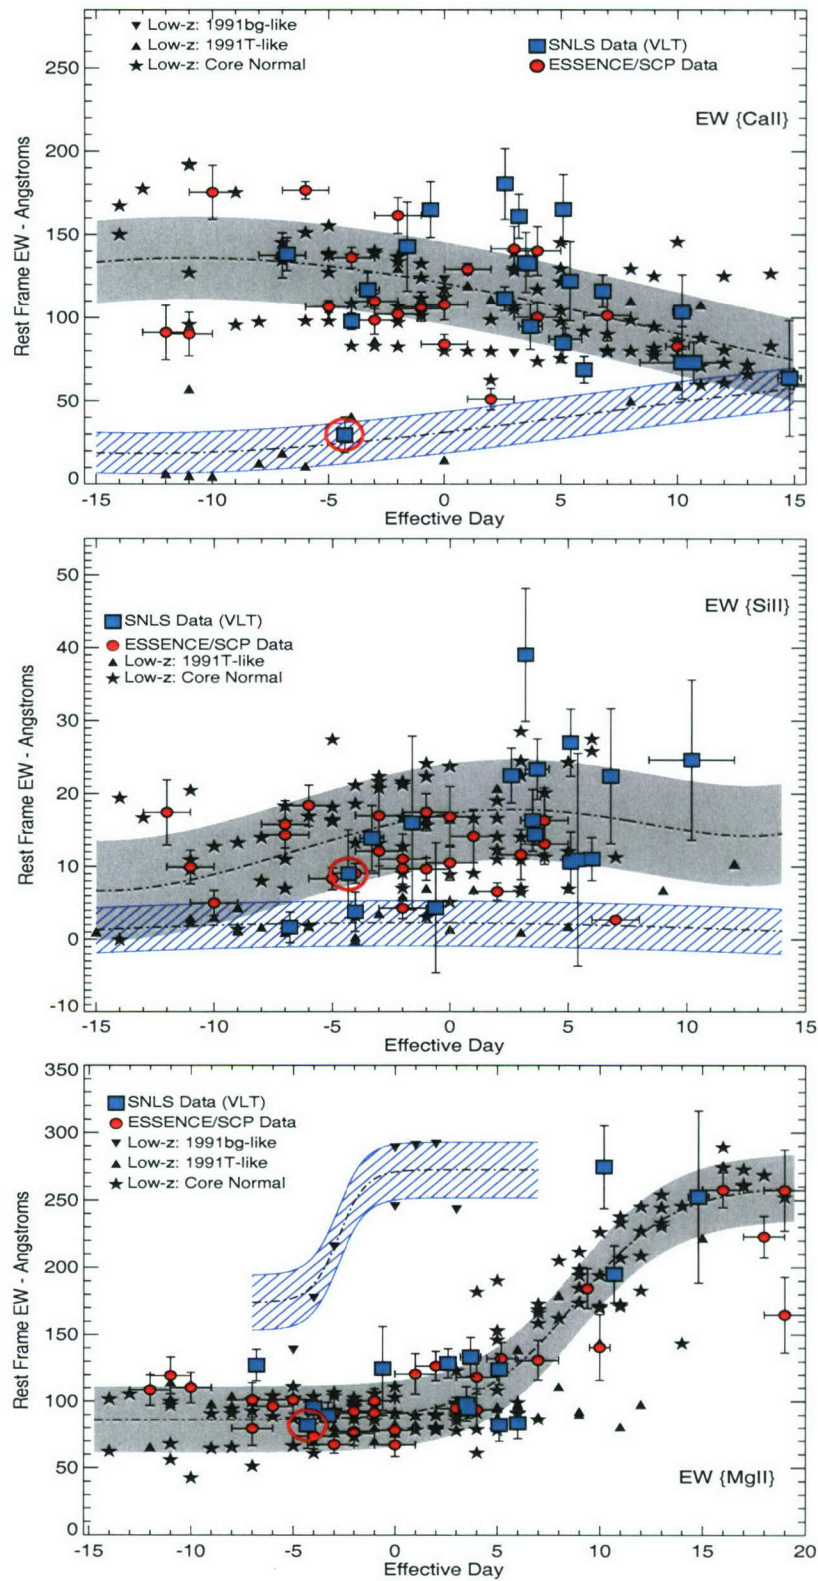 ▼ Low-z: 1991bg-like
▲ Low-z: 1991T-like
★ Low-z: Core Normal
SNLS Data (VLT)
ESSENCE/SCP Data
EW {CaII}
Rest Frame EW - Angstroms
250
200
150
100
50
0
-15 -10 -5 0 5 10 15
Effective Day
EW {SiII}
SNLS Data (VLT)
ESSENCE/SCP Data
▲ Low-z: 1991T-like
★ Low-z: Core Normal
Rest Frame EW - Angstroms
50
40
30
20
10
0
-10
-15 -10 -5 0 5 10 15
Effective Day
SNLS Data (VLT)
ESSENCE/SCP Data
▼ Low-z: 1991bg-like
▲ Low-z: 1991T-like
★ Low-z: Core Normal
EW {MgII}
Rest Frame EW - Angstroms
350
300
250
200
150
100
50
0
-15 -10 -5 0 5 10 15 20
Effective Day